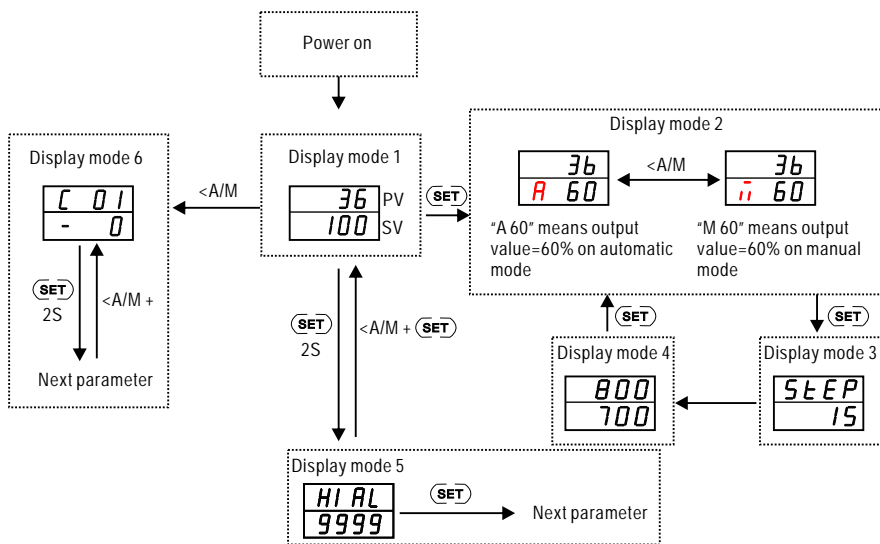 Power on
Display mode 6
C 01
- 0
SET
2S
<A/M +
Next parameter
<A/M
Display mode 1
36 PV
100 SV
SET
Display mode 2
36
A 60
<A/M
36
M 60
"A 60" means output
value=60% on automatic
mode
"M 60" means output
value=60% on manual
mode
SET
2S
<A/M + SET
SET
SET
Display mode 4
800
700
Display mode 3
StEP
15
Display mode 5
HIAL
9999
SET
Next parameter